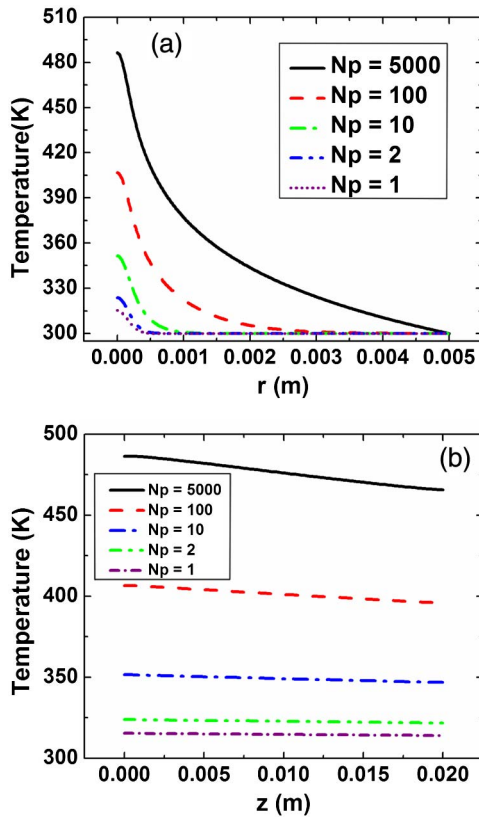 (a)
Np = 5000
Np = 100
Np = 10
Np = 2
Np = 1
Temperature(K)
510
480
450
420
390
360
330
300
0.000 0.001 0.002 0.003 0.004 0.005
r (m)
(b)
Np = 5000
Np = 100
Np = 10
Np = 2
Np = 1
Temperature (K)
500
450
400
350
300
0.000 0.005 0.010 0.015 0.020
z (m)